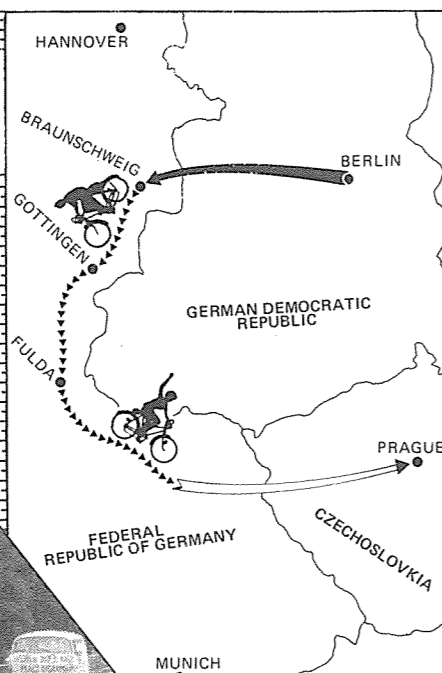 HANNOVER
BRAUNSCHWEIG
BERLIN
GOTTINGEN
GERMAN DEMOCRATIC
REPUBLIC
FULDA
PRAGUE
FEDERAL
REPUBLIC OF GERMANY
CZECHOSLOVKIA
MUNICH